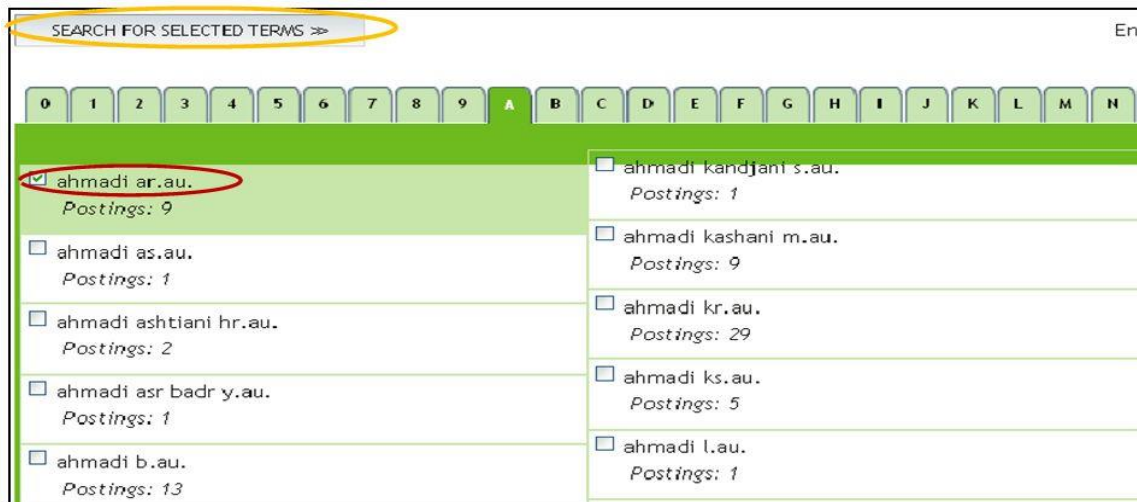 SEARCH FOR SELECTED TERMS >>
En
0 1 2 3 4 5 6 7 8 9 A B C D E F G H I J K L M N
ahmadi ar.au.
Postings: 9
ahmadi as.au.
Postings: 1
ahmadi ashtiani hr.au.
Postings: 2
ahmadi asr badr y.au.
Postings: 1
ahmadi b.au.
Postings: 13
ahmadi kandjani s.au.
Postings: 1
ahmadi kashani m.au.
Postings: 9
ahmadi kr.au.
Postings: 29
ahmadi ks.au.
Postings: 5
ahmadi l.au.
Postings: 1